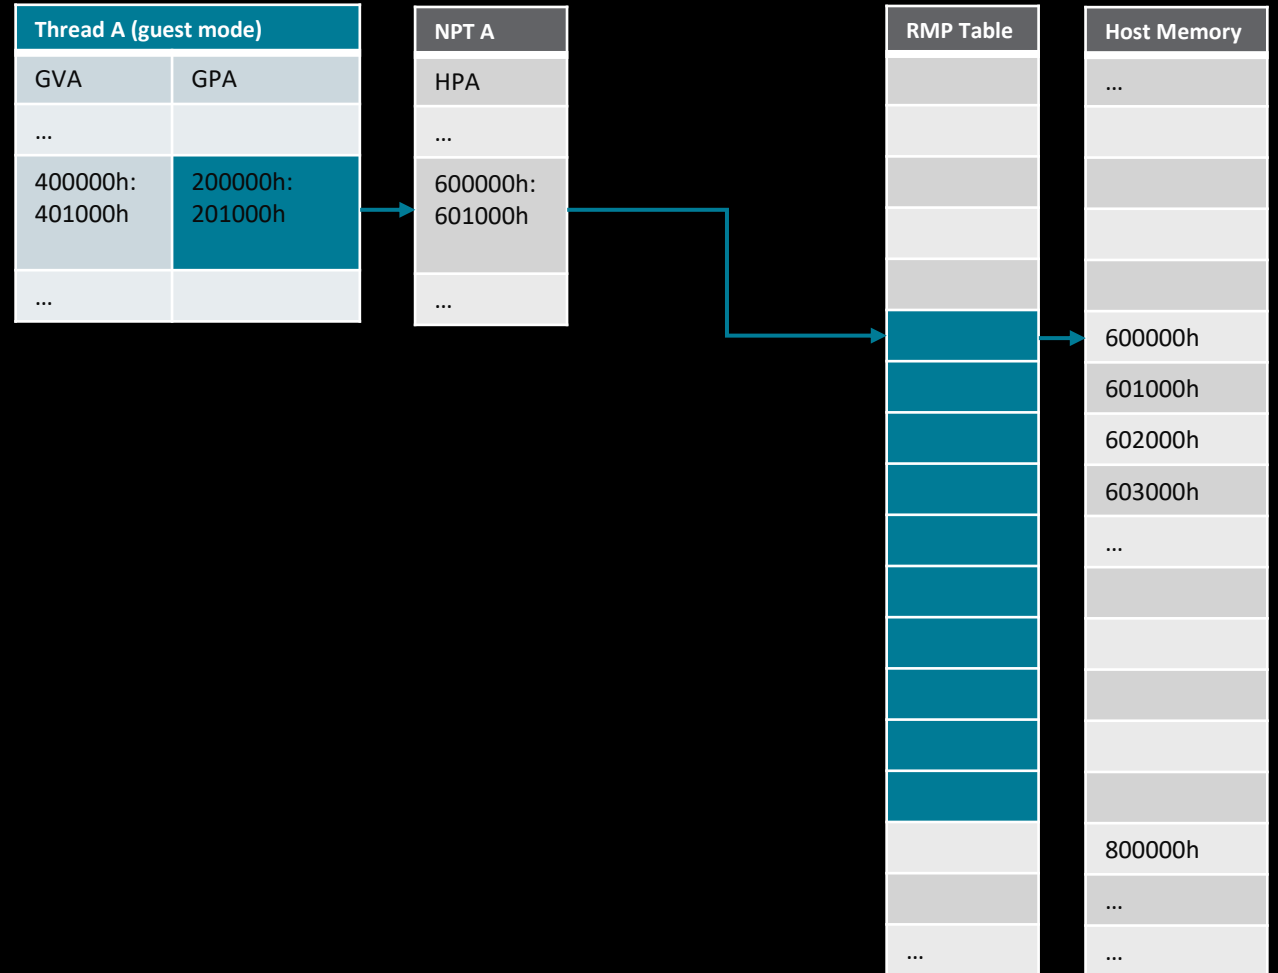 Thread A (guest mode)
GVA
GPA
...
400000h:
401000h
200000h:
201000h
...
NPT A
HPA
...
600000h:
601000h
...
RMP Table
...
Host Memory
...
600000h
601000h
602000h
603000h
...
800000h
...
...